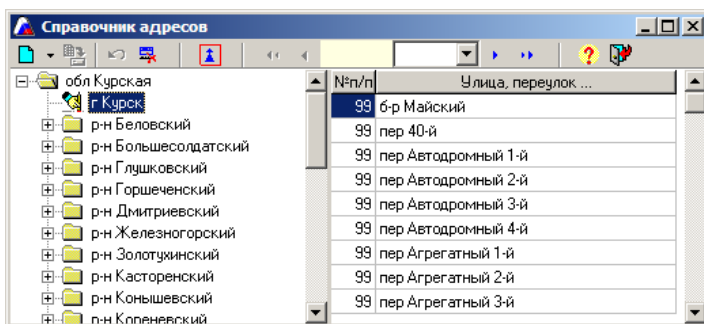 Справочник адресов
обл Курская
г Курск
р-н Беловский
р-н Большесолдатский
р-н Глушковский
р-н Горшеченский
р-н Дмитриевский
р-н Железногорский
р-н Золотухинский
р-н Касторенский
р-н Конышевский
р-н Кореневский
№п/п Улица, переулок ...
99 б-р Майский
99 пер 40-й
99 пер Автодромный 1-й
99 пер Автодромный 2-й
99 пер Автодромный 3-й
99 пер Автодромный 4-й
99 пер Агрегатный 1-й
99 пер Агрегатный 2-й
99 пер Агрегатный 3-й